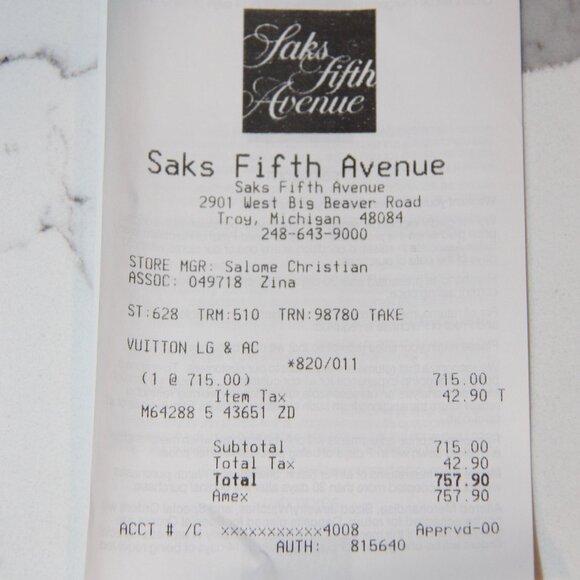 Saks
fifth
Avenue
Saks Fifth Avenue
Saks Fifth Avenue
2901 West Big Beaver Road
Troy, Michigan 48084
248-643-9000
STORE MGR: Salome Christian
ASSOC: 049718 Zina
ST:628 TRM:510 TRN:98780 TAKE
VUITTON LG & AC
*820/011
(1 @ 715.00) 715.00
Item Tax 42.90 T
M64288 5 43651 ZD
Subtotal 715.00
Total Tax 42.90
Total 757.90
Amex 757.90
ACCT # /C xxxxxxxxxxx4008 Apprvd-00
AUTH: 815640